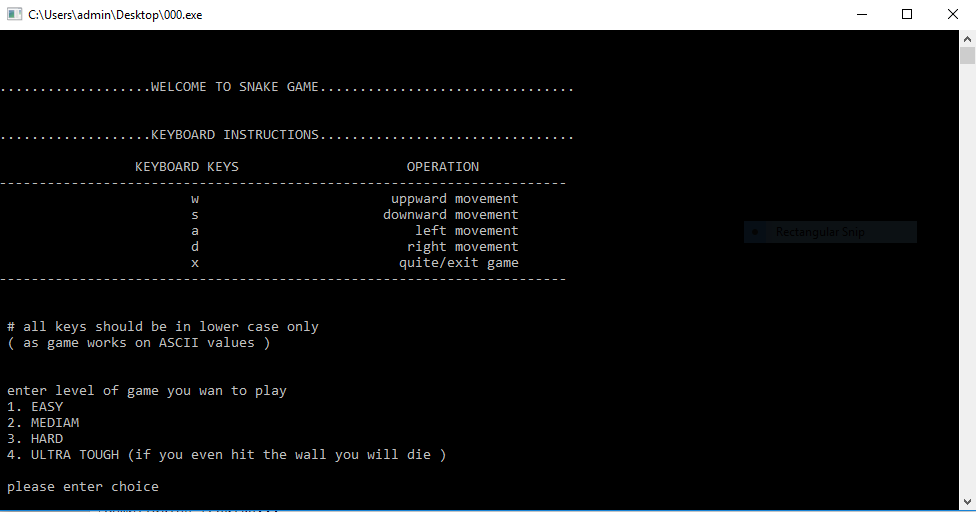 C:\Users\admin\Desktop\000.exe
...................WELCOME TO SNAKE GAME................................
...................KEYBOARD INSTRUCTIONS................................
KEYBOARD KEYS OPERATION
-----------------------------------------------------------------------
w uppward movement
s downward movement
a left movement
d right movement
x quite/exit game
-----------------------------------------------------------------------
Rectangular Snip
# all keys should be in lower case only
( as game works on ASCII values )
enter level of game you wan to play
1. EASY
2. MEDIAM
3. HARD
4. ULTRA TOUGH (if you even hit the wall you will die )
please enter choice